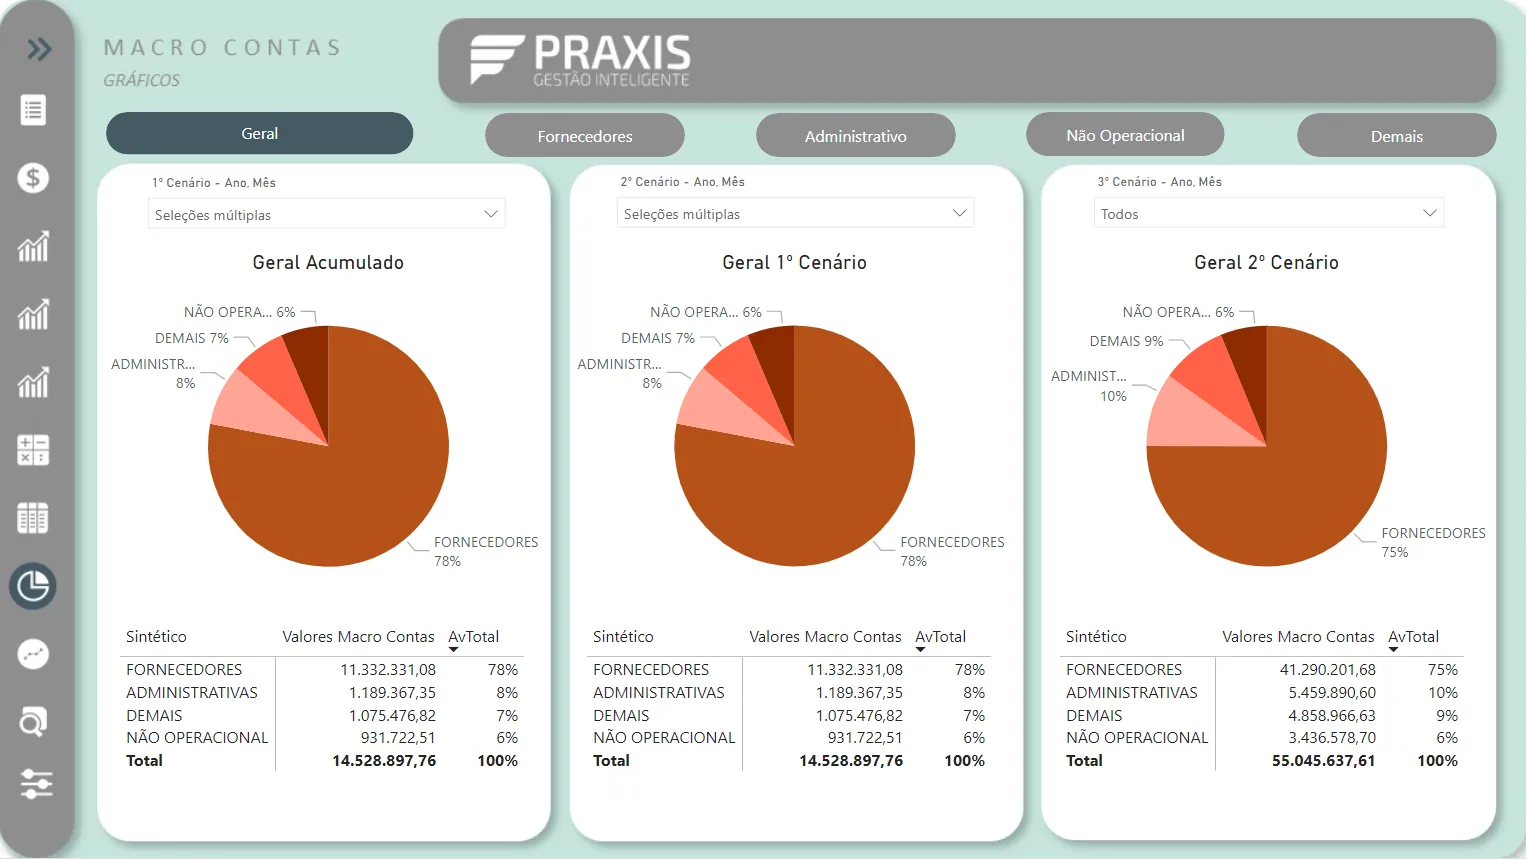 MACRO CONTAS
GRÁFICOS
PRAXIS
GESTÃO INTELIGENTE
Geral
Fornecedores
Administrativo
Não Operacional
Demais
1º Cenário - Ano, Mês
Seleções múltiplas
Geral Acumulado
NÃO OPERA... 6%
DEMAIS 7%
ADMINISTR...
8%
FORNECEDORES
78%
Sintético Valores Macro Contas AvTotal
FORNECEDORES 11.332.331,08 78%
ADMINISTRATIVAS 1.189.367,35 8%
DEMAIS 1.075.476,82 7%
NÃO OPERACIONAL 931.722,51 6%
Total 14.528.897,76 100%
2º Cenário - Ano, Mês
Seleções múltiplas
Geral 1º Cenário
NÃO OPERA... 6%
DEMAIS 7%
ADMINISTR...
8%
FORNECEDORES
78%
Sintético Valores Macro Contas AvTotal
FORNECEDORES 11.332.331,08 78%
ADMINISTRATIVAS 1.189.367,35 8%
DEMAIS 1.075.476,82 7%
NÃO OPERACIONAL 931.722,51 6%
Total 14.528.897,76 100%
3º Cenário - Ano, Mês
Todos
Geral 2º Cenário
NÃO OPERA... 6%
DEMAIS 9%
ADMINIST...
10%
FORNECEDORES
75%
Sintético Valores Macro Contas AvTotal
FORNECEDORES 41.290.201,68 75%
ADMINISTRATIVAS 5.459.890,60 10%
DEMAIS 4.858.966,63 9%
NÃO OPERACIONAL 3.436.578,70 6%
Total 55.045.637,61 100%